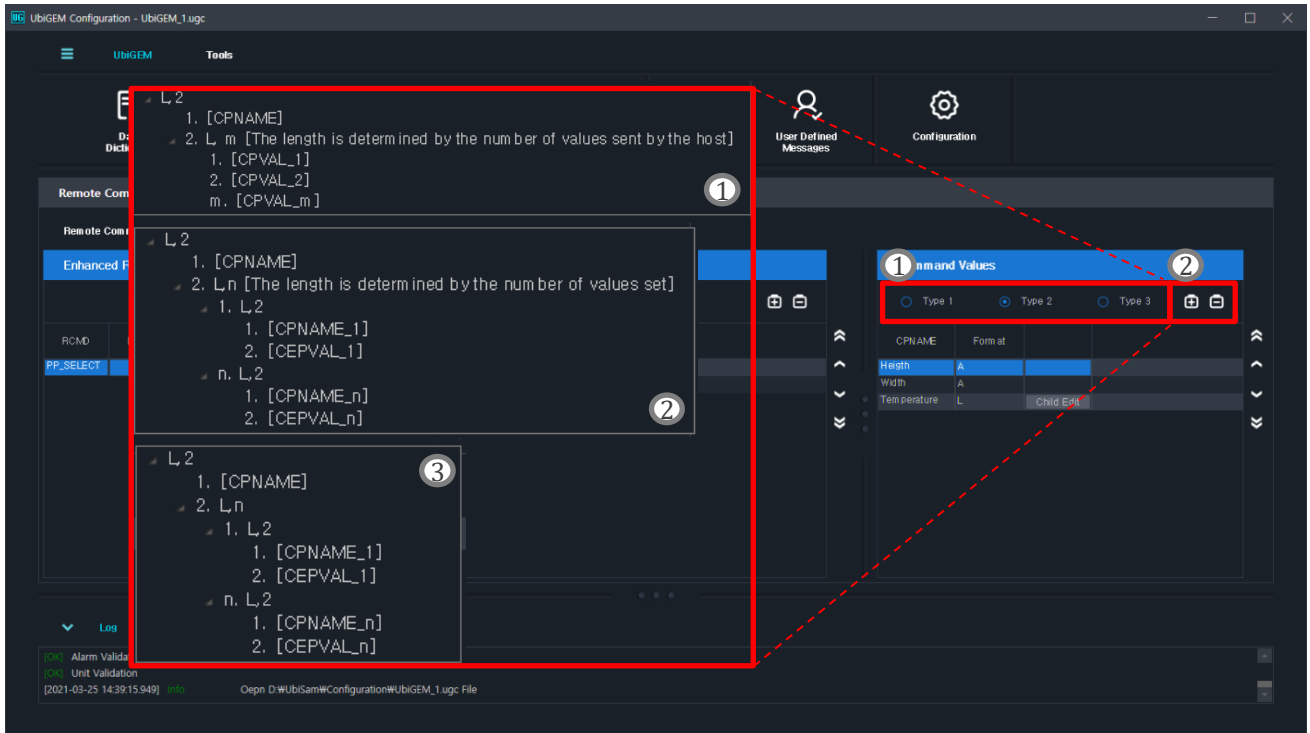 UG UbiGEM Configuration - UbiGEM_1.ugc
UbiGEM Tools
User Defined
Messages
Configuration
L, 2
1. [CPNAME]
2. L, m [The length is determined by the number of values sent by the host]
1. [CPVAL_1]
2. [CPVAL_2]
m. [CPVAL_m]
1
L, 2
1. [CPNAME]
2. L,n [The length is determined by the number of values set]
1. L,2
1. [CPNAME_1]
2. [CEPVAL_1]
n. L,2
1. [CPNAME_n]
2. [CEPVAL_n]
2
L, 2
1. [CPNAME]
2. L,n
1. L,2
1. [CPNAME_1]
2. [CEPVAL_1]
n. L,2
1. [CPNAME_n]
2. [CEPVAL_n]
3
Remote
Remote
Enhanced
RCMD
PP_SELECT
1 mmand Values 2
Type 1 Type 2 Type 3
CPNAME Format
Heigth A
Width A
Temperature L Child Edit
Log
[OK] Alarm
[OK] Unit Validation
[2021-03-25 14:39:15.949] Info Oepn D:₩UbiSam₩Configuration₩UbiGEM_1.ugc File